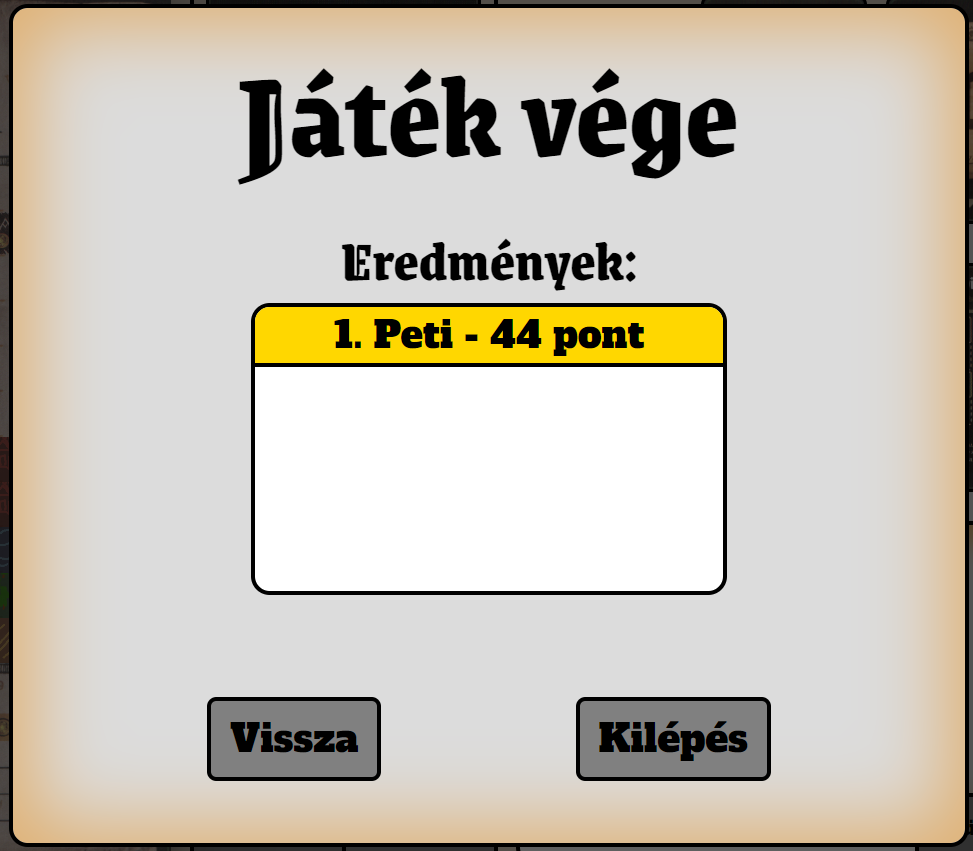 Játék vége
Eredmények:
1. Peti - 44 pont
Vissza
Kilépés